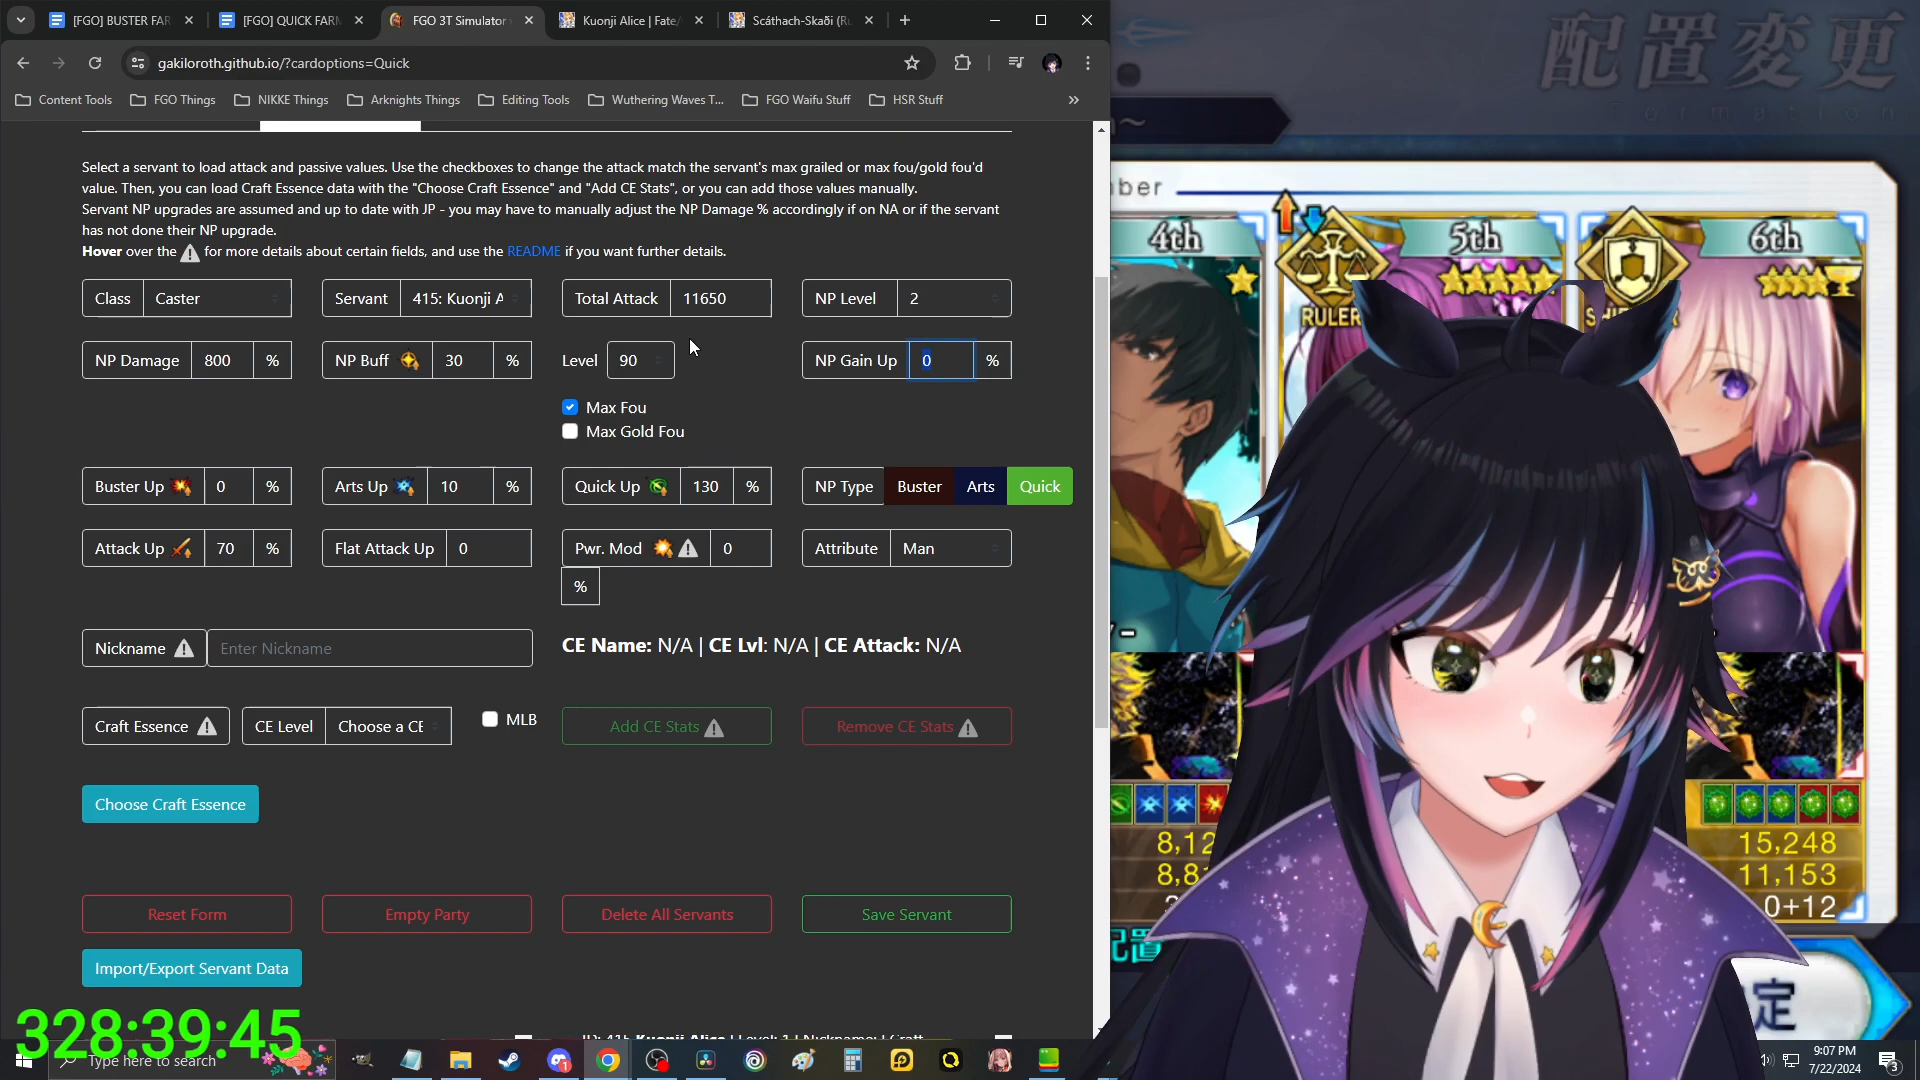 [FGO] BUSTER FAR
[FGO] QUICK FARM
FGO 3T Simulator
Kuonji Alice | Fate/
Scáthach-Skaði (Ru
gakiloroth.github.io/?cardoptions=Quick
Content Tools
FGO Things
NIKKE Things
Arknights Things
Editing Tools
Wuthering Waves T...
FGO Waifu Stuff
HSR Stuff
»
Select a servant to load attack and passive values. Use the checkboxes to change the attack match the servant's max grailed or max fou/gold fou'd
value. Then, you can load Craft Essence data with the "Choose Craft Essence" and "Add CE Stats", or you can add those values manually.
Servant NP upgrades are assumed and up to date with JP - you may have to manually adjust the NP Damage % accordingly if on NA or if the servant
has not done their NP upgrade.
Hover over the for more details about certain fields, and use the README if you want further details.
Class Caster
Servant 415: Kuonji A
Total Attack 11650
NP Level 2
NP Damage 800 %
NP Buff 30 %
Level 90
NP Gain Up 0 %
Max Fou
Max Gold Fou
Buster Up 0 %
Arts Up 10 %
Quick Up 130 %
NP Type Buster Arts Quick
Attack Up 70 %
Flat Attack Up 0
Pwr. Mod 0
%
Attribute Man
Nickname Enter Nickname
CE Name: N/A | CE Lvl: N/A | CE Attack: N/A
Craft Essence
CE Level Choose a CE
MLB
Add CE Stats
Remove CE Stats
Choose Craft Essence
Reset Form
Empty Party
Delete All Servants
Save Servant
Import/Export Servant Data
328:39:45
Type here to search
9:07 PM
7/22/2024
3
配置変更
Formation
ber
4th
5th
6th
RULER
8,12
8,8
15,248
11,153
0+12
配置
定